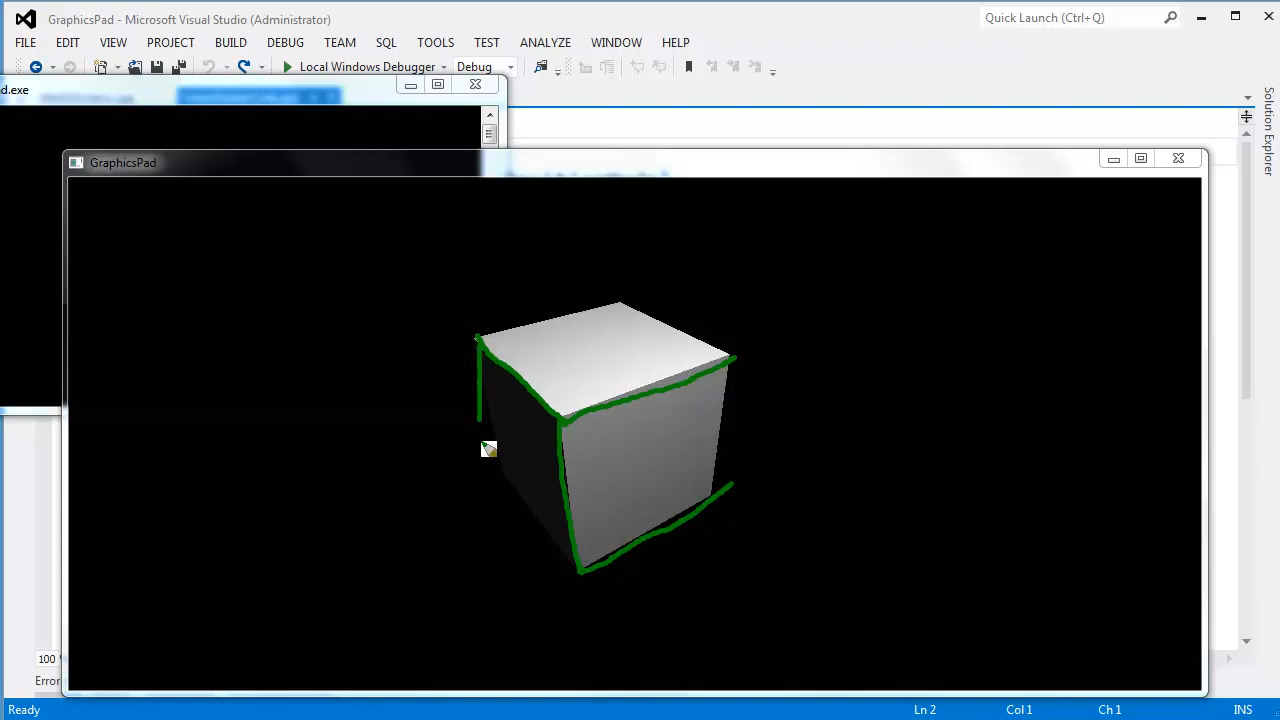 GraphicsPad - Microsoft Visual Studio (Administrator)
Quick Launch (Ctrl+Q)
FILE EDIT VIEW PROJECT BUILD DEBUG TEAM SQL TOOLS TEST ANALYZE WINDOW HELP
Local Windows Debugger Debug
d.exe
Solution Explorer
GraphicsPad
100
Error
Ready Ln 2 Col 1 Ch 1 INS